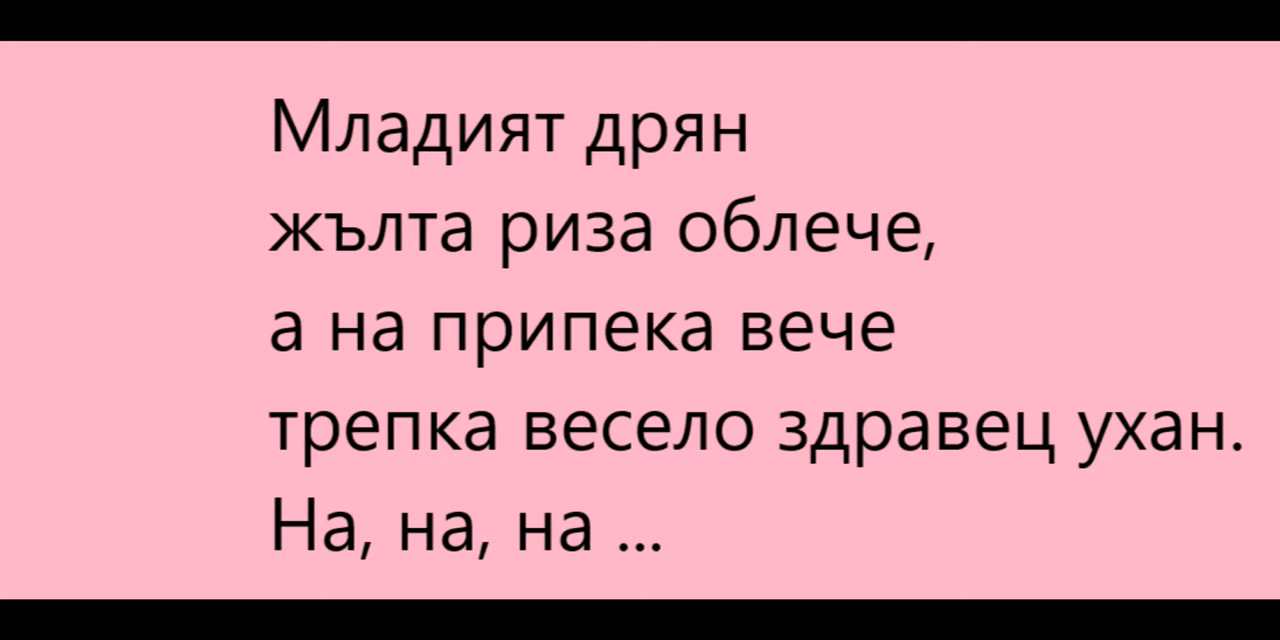 Младият дрян
жълта риза облече,
а на припека вече
трепка весело здравец ухан.
На, на, на ...